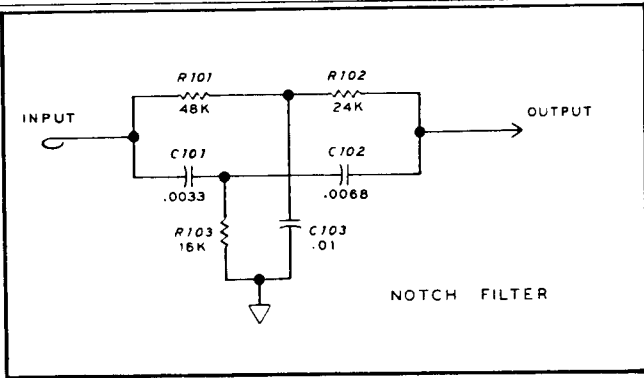 R101
48K
R102
24K
INPUT
OUTPUT
C101
.0033
C102
.0068
R103
16K
C103
.01
NOTCH FILTER